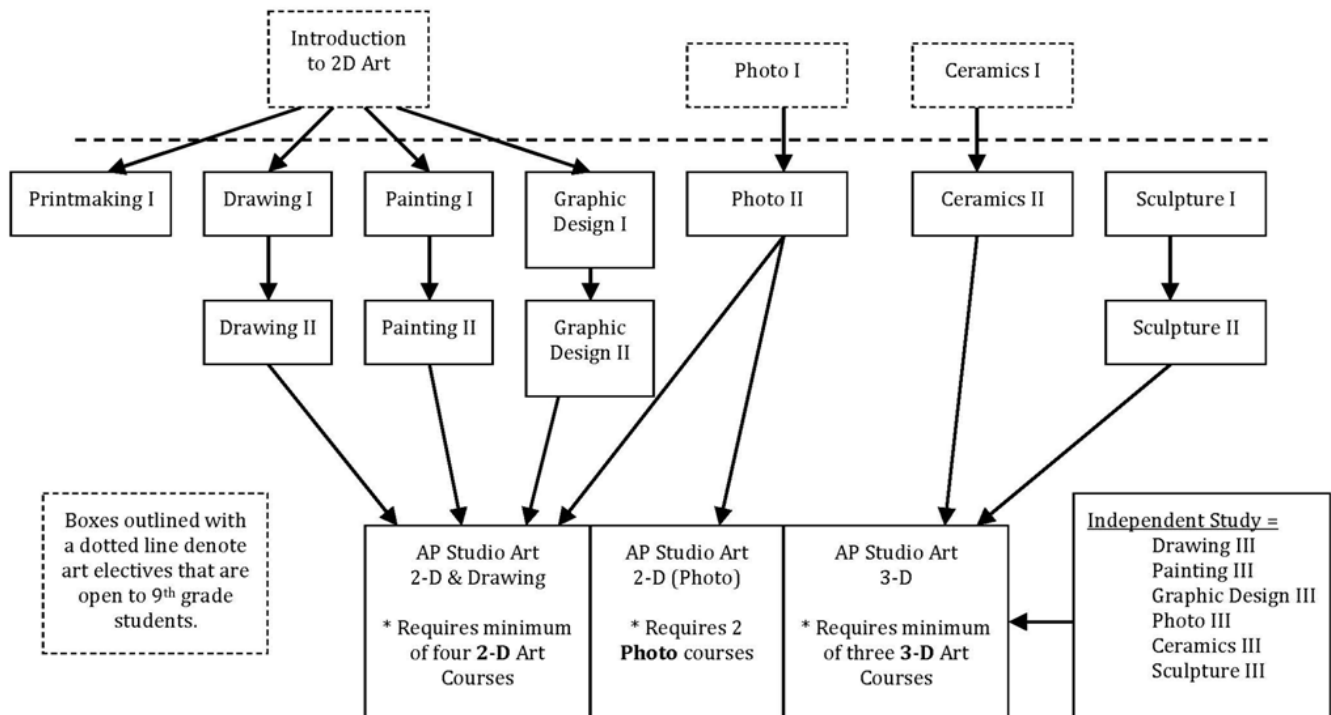 Introduction
to 2D Art
Photo I
Ceramics I
Printmaking I
Drawing I
Painting I
Graphic
Design I
Photo II
Ceramics II
Sculpture I
Drawing II
Painting II
Graphic
Design II
Sculpture II
Boxes outlined with
a dotted line denote
art electives that are
open to 9th grade
students.
AP Studio Art
2-D & Drawing
* Requires minimum
of four 2-D Art
Courses
AP Studio Art
2-D (Photo)
* Requires 2
Photo courses
AP Studio Art
3-D
* Requires minimum
of three 3-D Art
Courses
Independent Study =
Drawing III
Painting III
Graphic Design III
Photo III
Ceramics III
Sculpture III